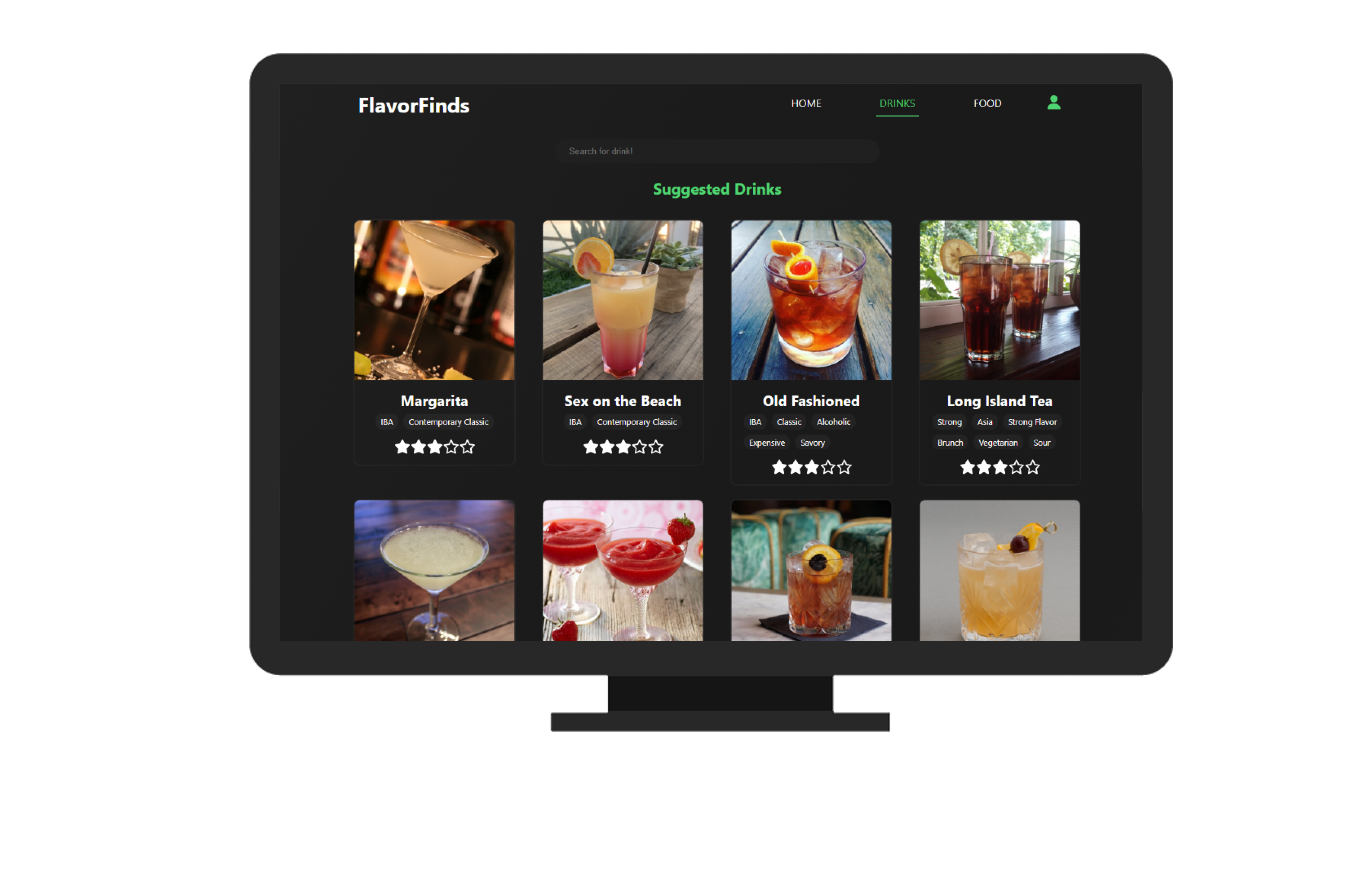 FlavorFinds
HOME DRINKS FOOD
Search for drink!
Suggested Drinks
Margarita
IBA Contemporary Classic
Sex on the Beach
IBA Contemporary Classic
Old Fashioned
IBA Classic Alcoholic
Expensive Savory
Long Island Tea
Strong Asia Strong Flavor
Brunch Vegetarian Sour